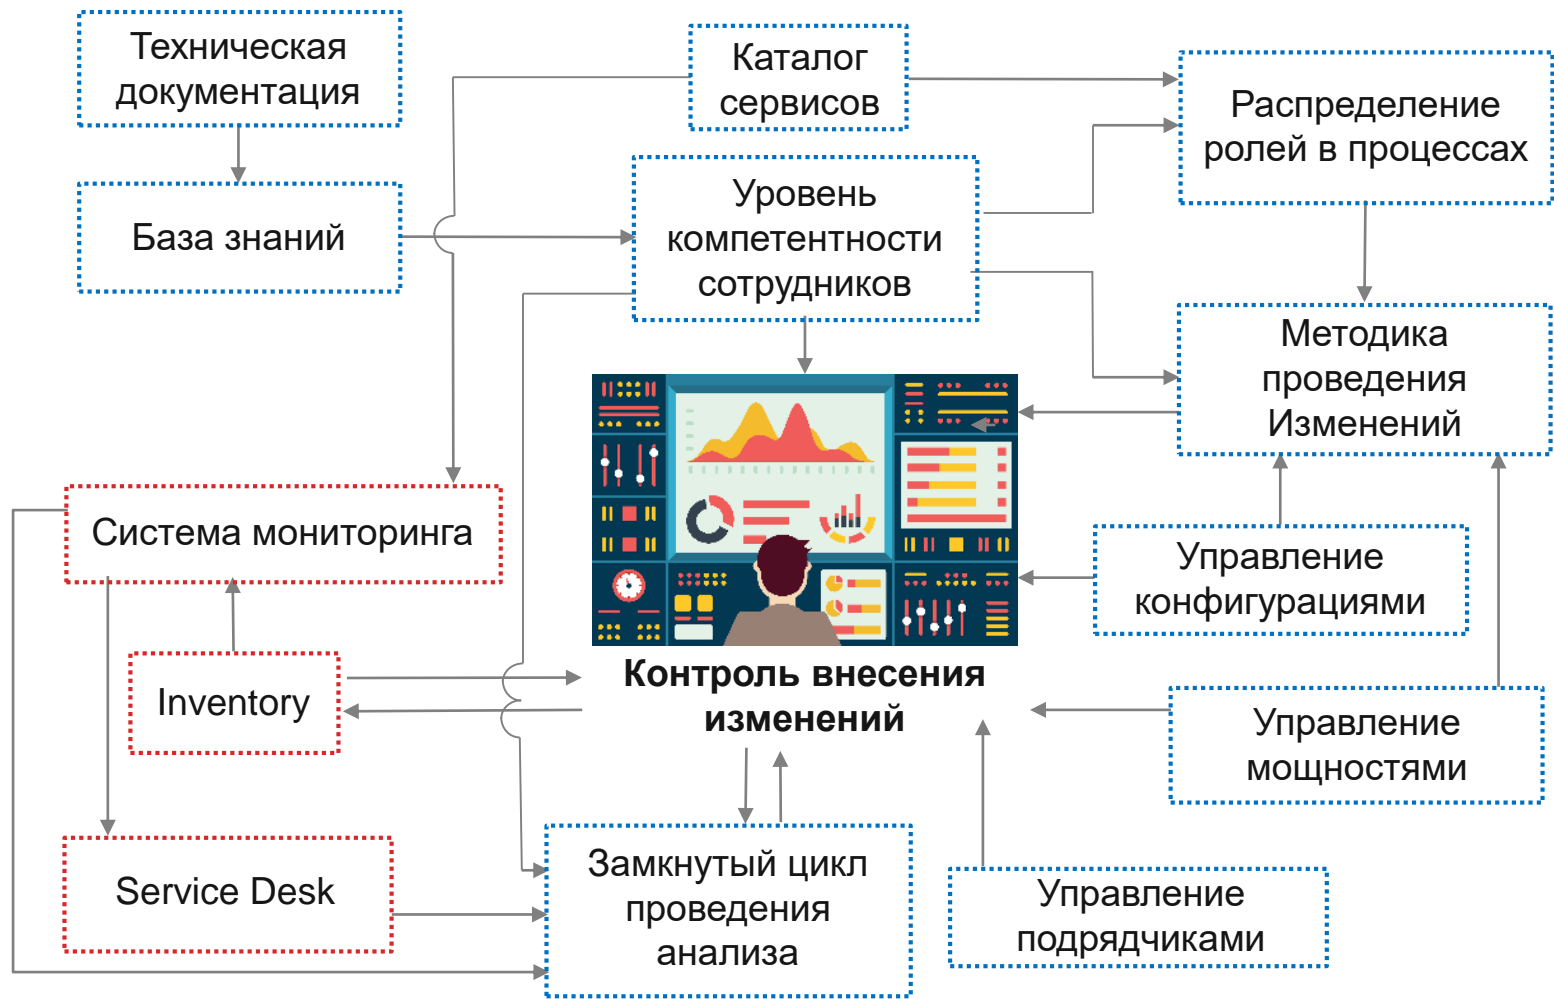 Техническая
документация
Каталог
сервисов
Распределение
ролей в процессах
База знаний
Уровень
компетентности
сотрудников
Методика
проведения
Изменений
Система мониторинга
Управление
конфигурациями
Inventory
Контроль внесения
изменений
Управление
мощностями
Service Desk
Замкнутый цикл
проведения
анализа
Управление
подрядчиками